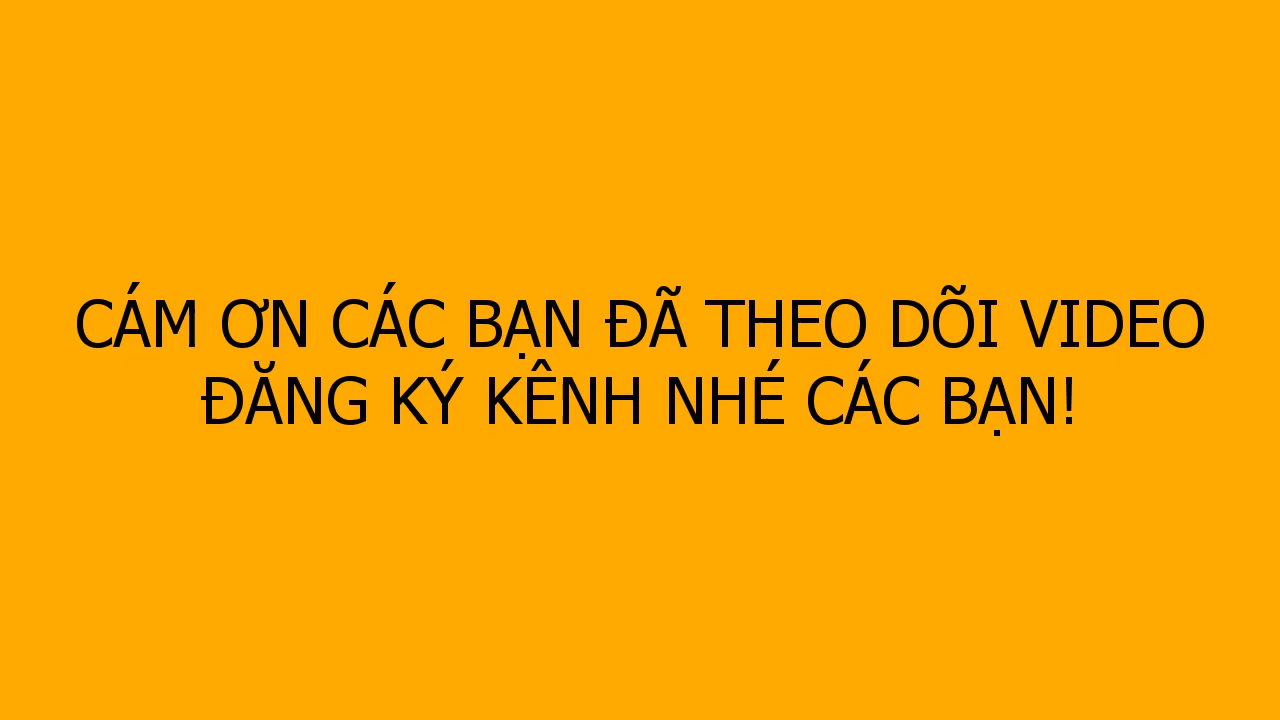 CÁM ƠN CÁC BẠN ĐÃ THEO DÕI VIDEO
ĐĂNG KÝ KÊNH NHÉ CÁC BẠN!